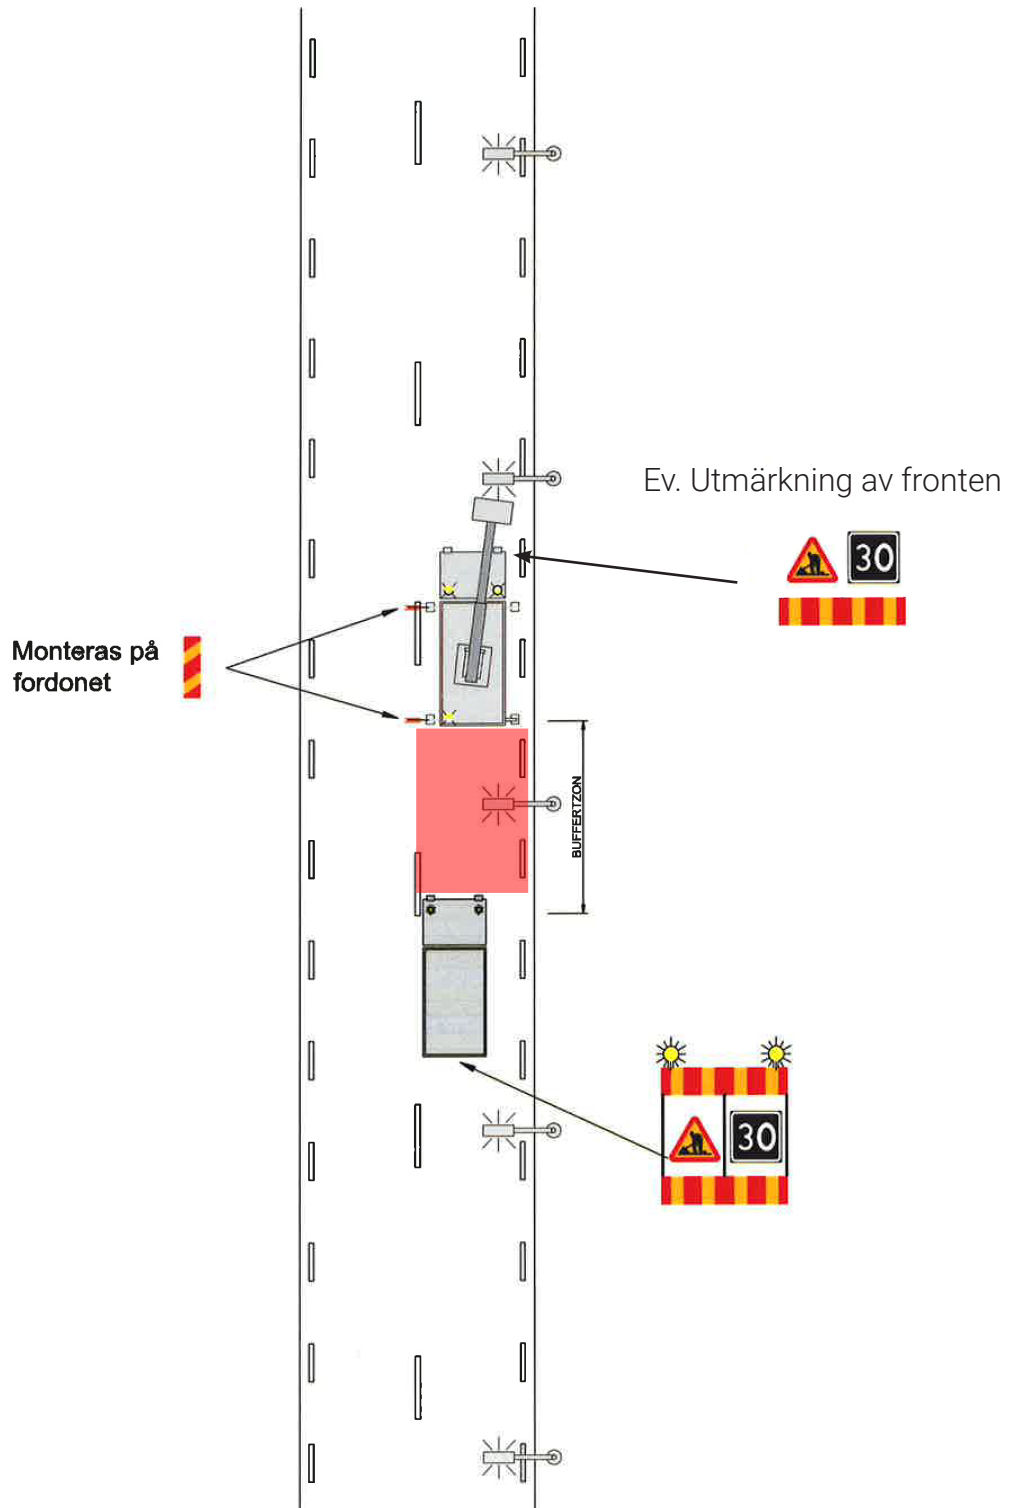 Ev. Utmärkning av fronten
30
Monteras på
fordonet
BUFFERTZON
30